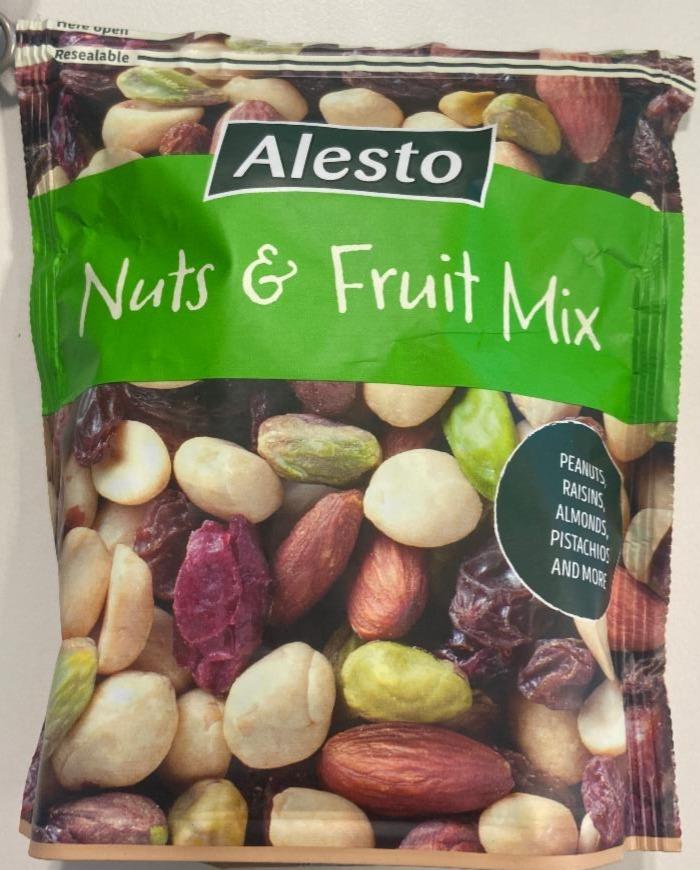 Here open
Resealable
Alesto
Nuts & Fruit Mix
PEANUTS,
RAISINS,
ALMONDS,
PISTACHIOS
AND MORE